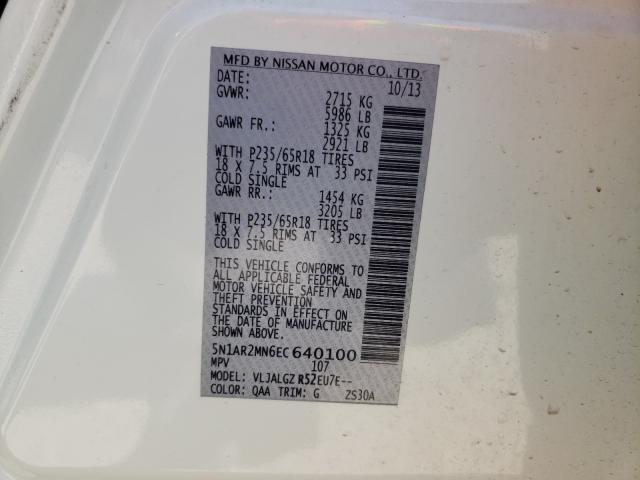 MFD BY NISSAN MOTOR CO., LTD.
DATE: 10/13
GVWR: 2715 KG
5986 LB
GAWR FR.: 1325 KG
2921 LB
WITH P235/65R18 TIRES
18 X 7.5 RIMS AT 33 PSI
COLD SINGLE
GAWR RR.: 1454 KG
3205 LB
WITH P235/65R18 TIRES
18 X 7.5 RIMS AT 33 PSI
COLD SINGLE
THIS VEHICLE CONFORMS TO
ALL APPLICABLE FEDERAL
MOTOR VEHICLE SAFETY AND
THEFT PREVENTION
STANDARDS IN EFFECT ON
THE DATE OF MANUFACTURE
SHOWN ABOVE.
5N1AR2MN6EC640100
MPV 107
MODEL: VLJALGZ R52EU7E--
COLOR: QAA TRIM: G ZS30A